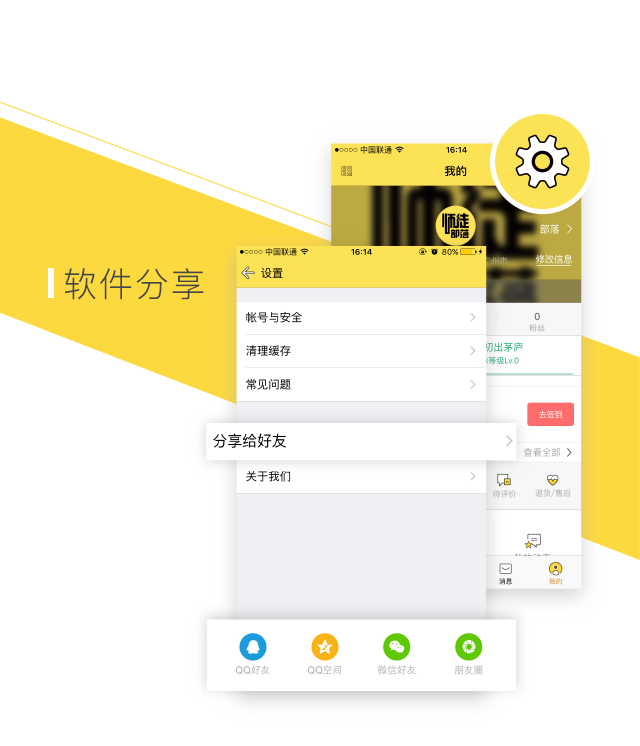 中国联通 16:14
我的
师徒
部落
部落
州市
修改信息
软件分享
中国联通 16:14 80%
设置
帐号与安全
清理缓存
常见问题
分享给好友
关于我们
0
粉丝
初出茅庐
等级Lv.0
去签到
查看全部
待评价
退货/售后
消息
我的
QQ好友
QQ空间
微信好友
朋友圈